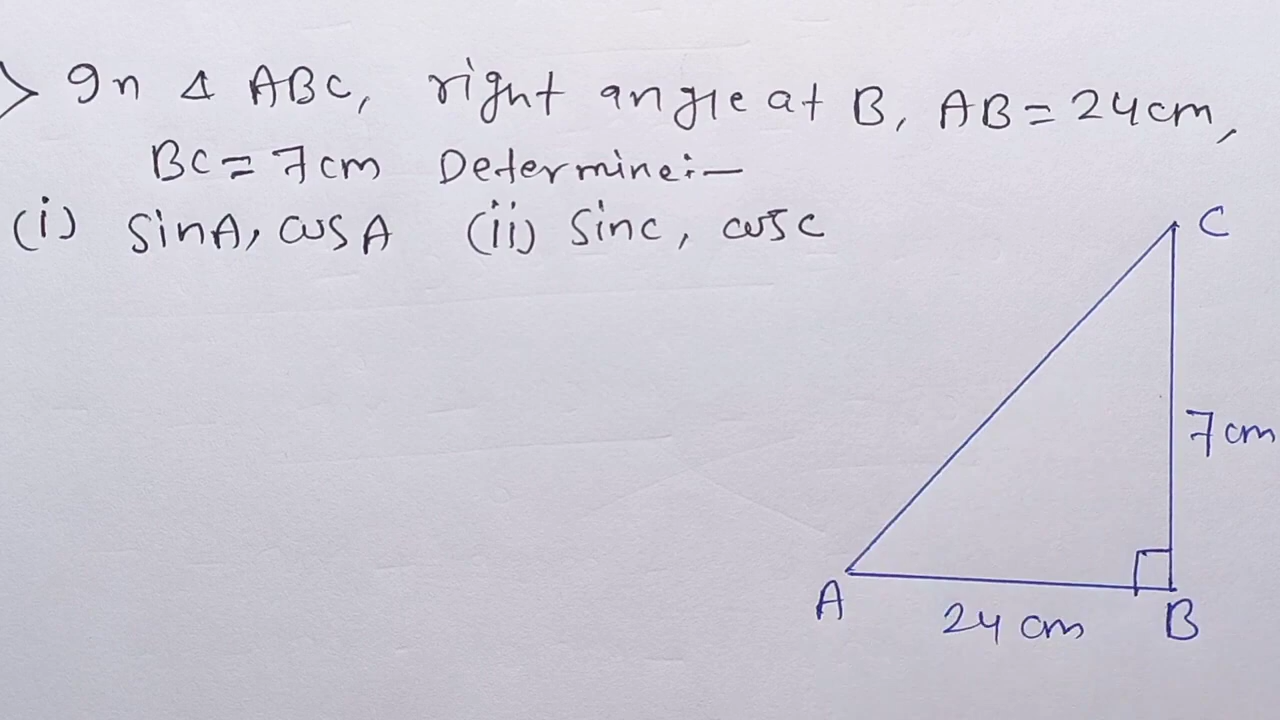 > In △ ABC, right angle at B, AB = 24cm,
BC = 7cm Determine:-
(i) sinA, cosA (ii) sinc, cosc
C
7cm
A
24 cm
B